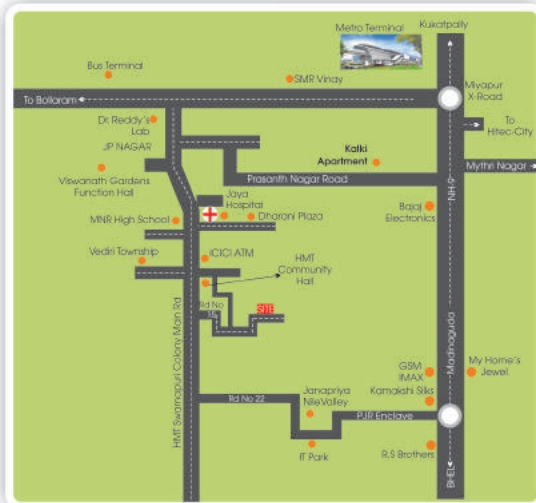 Kukatpally
Metro Terminal
Bus Terminal
SMR Vinay
Miyapur
X-Road
To Bollaram
To
Hitec-City
Dr. Reddy's
Lab
JP NAGAR
Kalki
Apartment
Mythri Nagar
Viswanath Gardens
Function Hall
Prasanth Nagar Road
NH-9
Jaya
Hospital
MNR High School
Dharani Plaza
Bajaj
Electronics
Vediri Township
ICICI ATM
HMT
Community
Hall
Rd No
15
SITE
HMT Swarnapuri Colony Main Rd
Madinaguda
GSM
IMAX
My Home's
Jewel
Kamakshi Silks
Rd No 22
Janapriya
NileValley
PJR Enclave
IT Park
R.S Brothers
BHEL